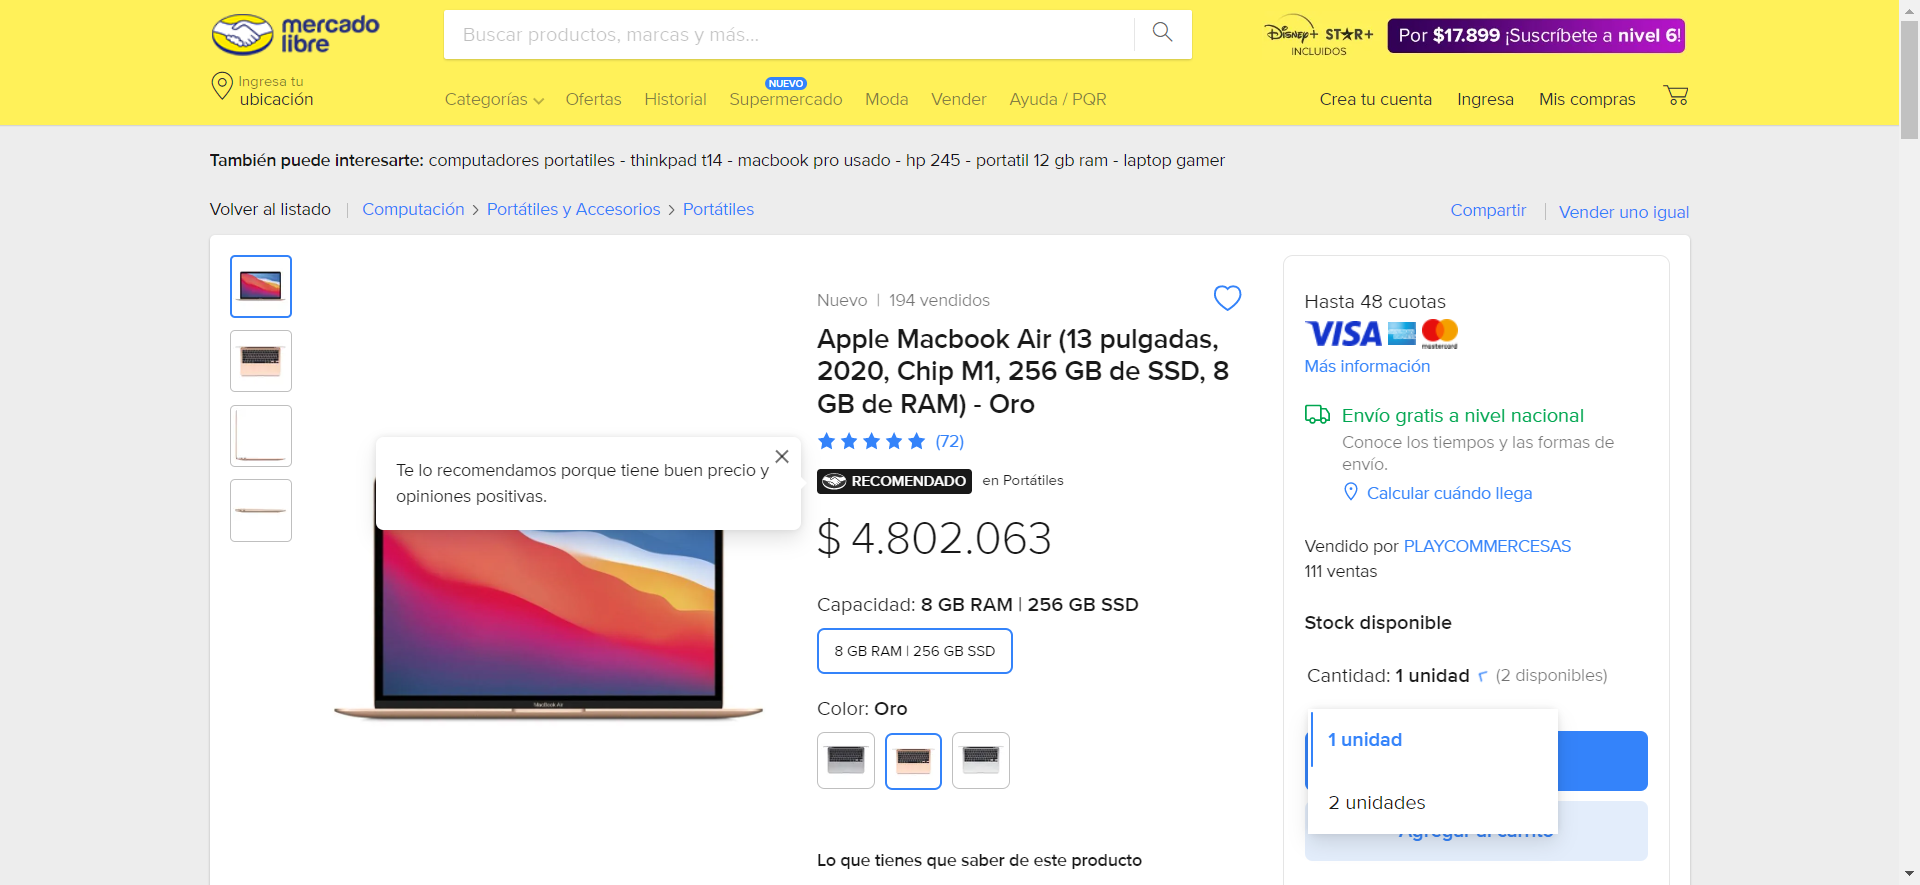 mercado
libre
Buscar productos, marcas y más...
Disney+ STAR+
INCLUIDOS
Por $17.899 ¡Suscríbete a nivel 6!
Ingresa tu
ubicación
Categorías
Ofertas
Historial
NUEVO
Supermercado
Moda
Vender
Ayuda / PQR
Crea tu cuenta
Ingresa
Mis compras
También puede interesarte: computadores portatiles - thinkpad t14 - macbook pro usado - hp 245 - portatil 12 gb ram - laptop gamer
Volver al listado | Computación > Portátiles y Accesorios > Portátiles
Compartir | Vender uno igual
Te lo recomendamos porque tiene buen precio y
opiniones positivas.
MacBook Air
Nuevo | 194 vendidos
Apple Macbook Air (13 pulgadas,
2020, Chip M1, 256 GB de SSD, 8
GB de RAM) - Oro
(72)
RECOMENDADO en Portátiles
$ 4.802.063
Capacidad: 8 GB RAM | 256 GB SSD
8 GB RAM | 256 GB SSD
Color: Oro
Lo que tienes que saber de este producto
Hasta 48 cuotas
VISA
mastercard
Más información
Envío gratis a nivel nacional
Conoce los tiempos y las formas de
envío.
Calcular cuándo llega
Vendido por PLAYCOMMERCESAS
111 ventas
Stock disponible
Cantidad: 1 unidad (2 disponibles)
1 unidad
2 unidades
Agregar al carrito